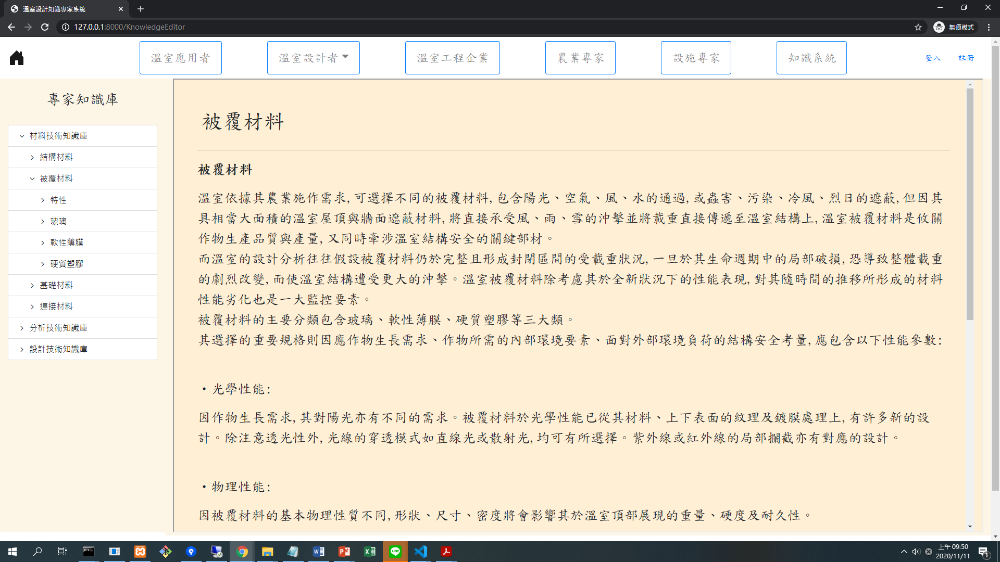 溫室設計知識專家系統
127.0.0.1:8000/KnowledgeEditor
無痕模式
溫室應用者
溫室設計者
溫室工程企業
農業專家
設施專家
知識系統
登入
註冊
專家知識庫
材料技術知識庫
結構材料
被覆材料
特性
玻璃
軟性薄膜
硬質塑膠
基礎材料
連接材料
分析技術知識庫
設計技術知識庫
被覆材料
被覆材料
溫室依據其農業施作需求,可選擇不同的被覆材料,包含陽光、空氣、風、水的通過,或蟲害、污染、冷風、烈日的遮蔽,但因其
具相當大面積的溫室屋頂與牆面遮蔽材料,將直接承受風、雨、雪的沖擊並將載重直接傳遞至溫室結構上,溫室被覆材料是攸關
作物生產品質與產量,又同時牽涉溫室結構安全的關鍵部材。
而溫室的設計分析往往假設被覆材料仍於完整且形成封閉區間的受載重狀況,一旦於其生命週期中的局部破損,恐導致整體載重
的劇烈改變,而使溫室結構遭受更大的沖擊。溫室被覆材料除考慮其於全新狀況下的性能表現,對其隨時間的推移所形成的材料
性能劣化也是一大監控要素。
被覆材料的主要分類包含玻璃、軟性薄膜、硬質塑膠等三大類。
其選擇的重要規格則因應作物生長需求、作物所需的內部環境要素、面對外部環境負荷的結構安全考量,應包含以下性能參數:
・光學性能:
因作物生長需求,其對陽光亦有不同的需求。被覆材料於光學性能已從其材料、上下表面的紋理及鍍膜處理上,有許多新的設
計。除注意透光性外,光線的穿透模式如直線光或散射光,均可有所選擇。紫外線或紅外線的局部攔截亦有對應的設計。
・物理性能:
因被覆材料的基本物理性質不同,形狀、尺寸、密度將會影響其於溫室頂部展現的重量、硬度及耐久性。
LINE
上午 09:50
2020/11/11
1